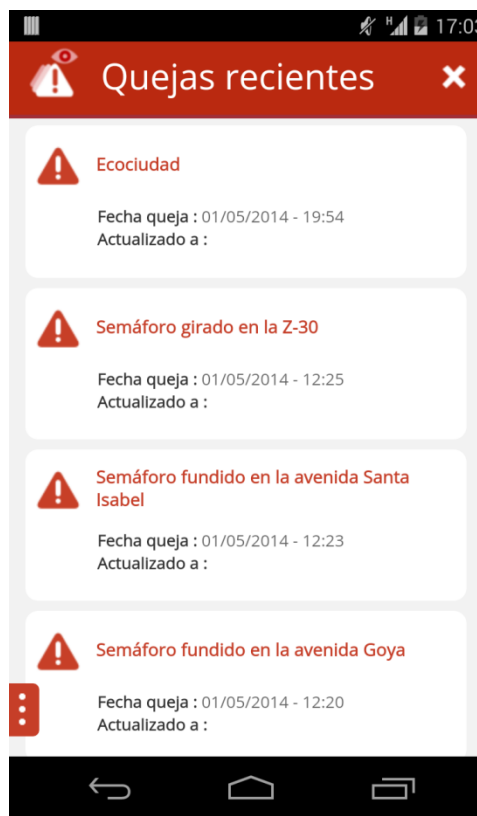 H 17:03
Quejas recientes
Ecociudad
Fecha queja : 01/05/2014 - 19:54
Actualizado a :
Semáforo girado en la Z-30
Fecha queja : 01/05/2014 - 12:25
Actualizado a :
Semáforo fundido en la avenida Santa
Isabel
Fecha queja : 01/05/2014 - 12:23
Actualizado a :
Semáforo fundido en la avenida Goya
Fecha queja : 01/05/2014 - 12:20
Actualizado a :